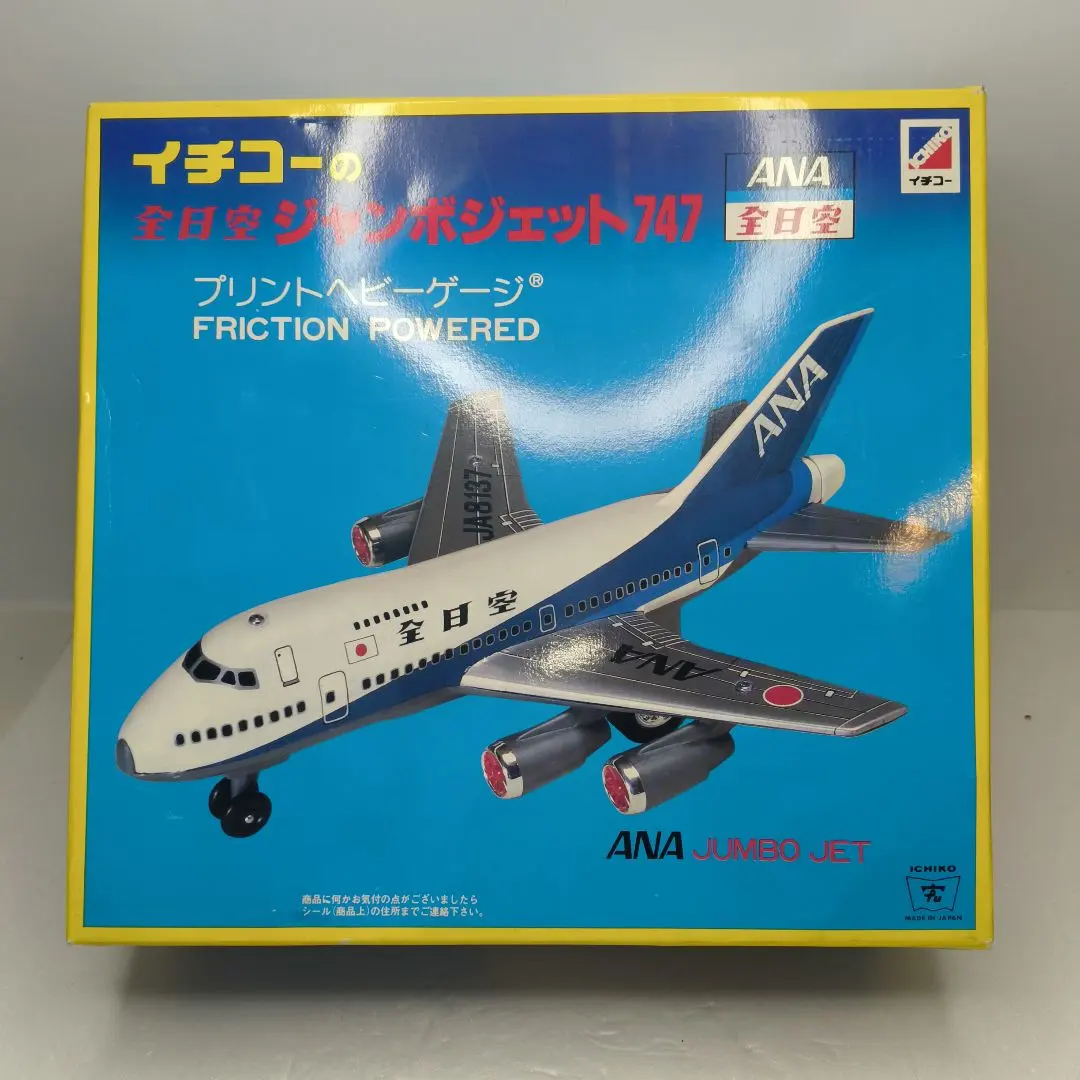 イチコーの
全日空 ジャンボジェット747
ANA
全日空
ICHIKO
イチコー
プリントヘビーゲージ®
FRICTION POWERED
ANA
JA8137
全日空
ANA
ANA JUMBO JET
商品に何かお気付の点がございましたら
シール(商品上)の住所までご連絡下さい。
ICHIKO
MADE IN JAPAN